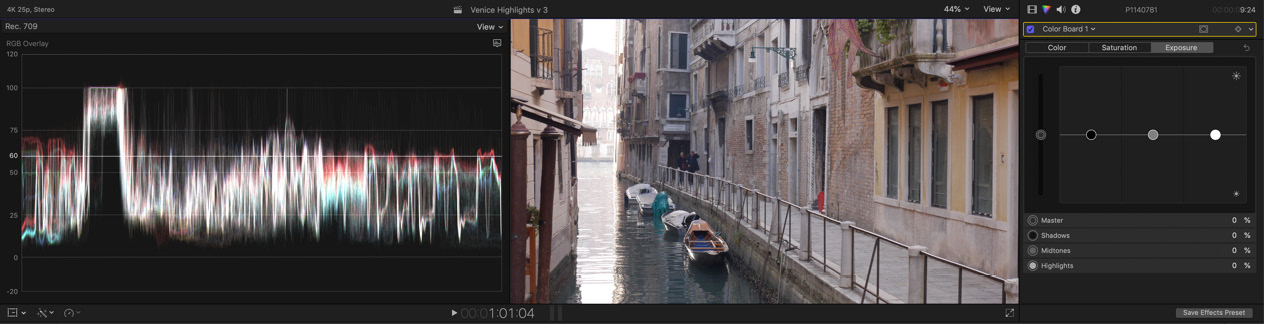 4K 25p, Stereo
Venice Highlights v 3
44%
View
P1140781
00:00:09:24
Rec. 709
View
Color Board 1
RGB Overlay
Color
Saturation
Exposure
120
100
75
60
50
25
0
-20
Master 0 %
Shadows 0 %
Midtones 0 %
Highlights 0 %
00:01:01:04
Save Effects Preset